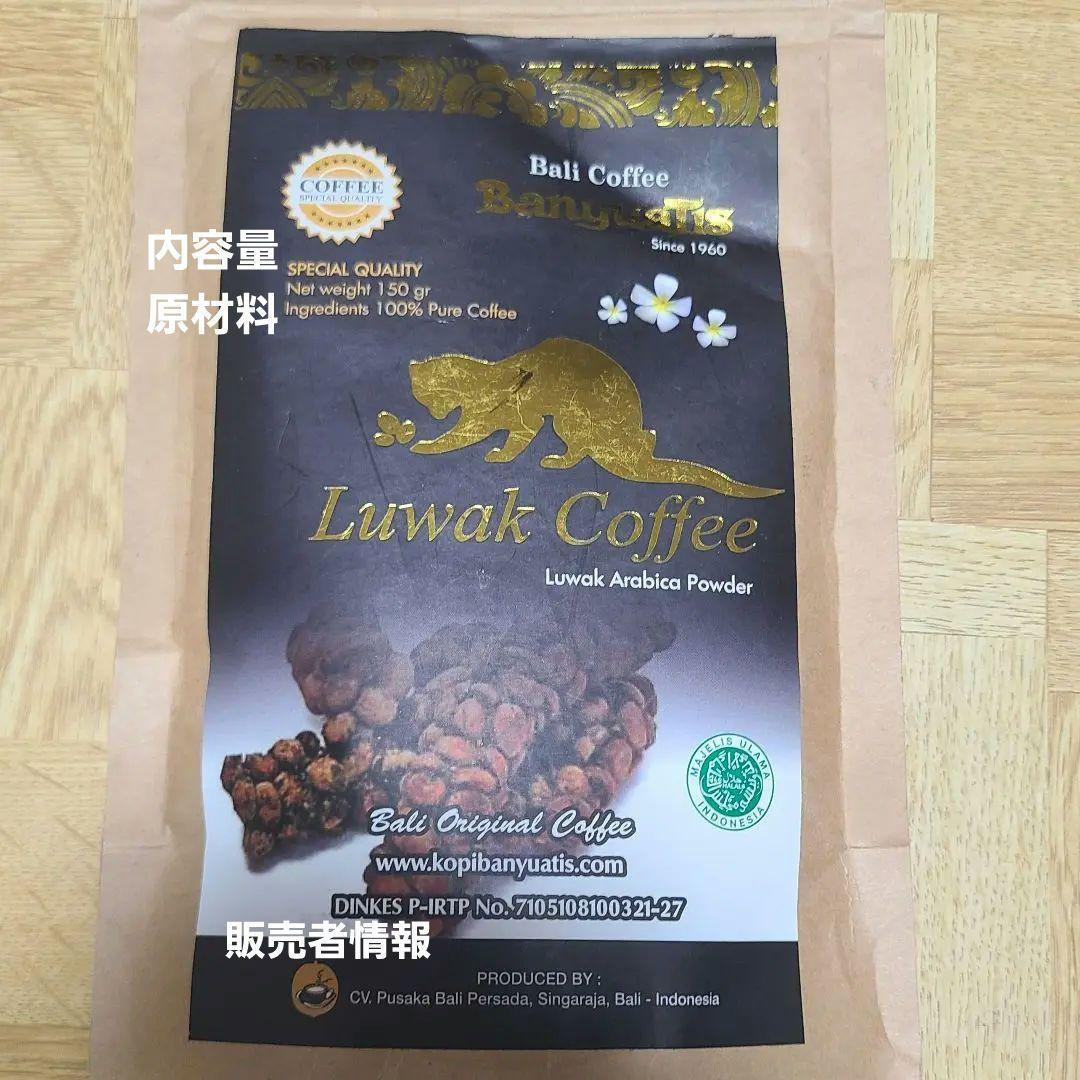 COFFEE
SPECIAL QUALITY
Bali Coffee
Banyuatis
Since 1960
内容量
SPECIAL QUALITY
Net weight 150 gr
原材料
Ingredients 100% Pure Coffee
Luwak Coffee
Luwak Arabica Powder
MAJELIS ULAMA
حلال
HALAL
INDONESIA
Bali Original Coffee
www.kopibanyuatis.com
DINKES P-IRTP No. 7105108100321-27
販売者情報
PRODUCED BY :
CV. Pusaka Bali Persada, Singaraja, Bali - Indonesia